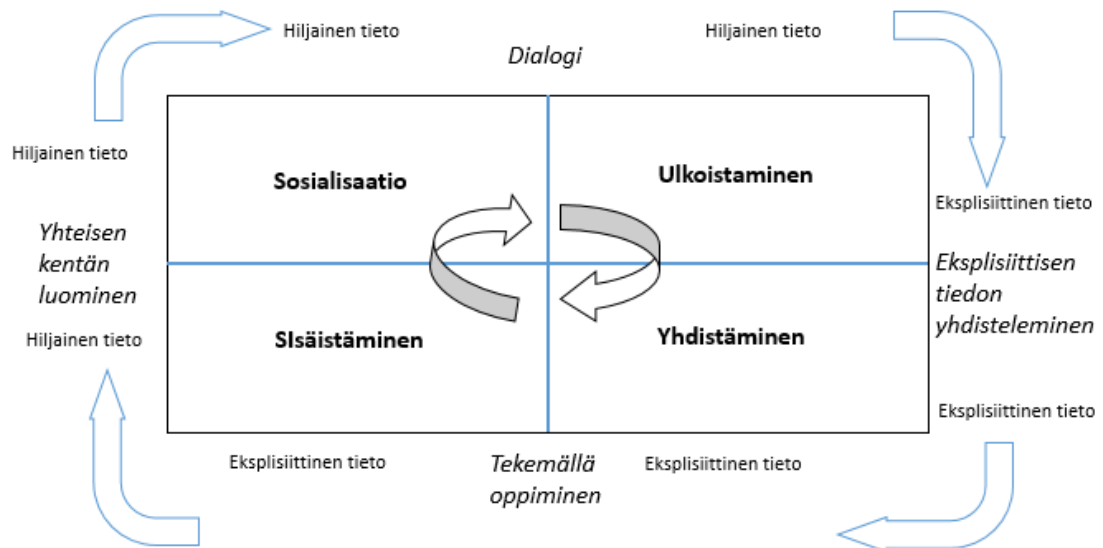 Hiljainen tieto
Hiljainen tieto
Dialogi
Hiljainen tieto
Sosialisaatio
Ulkoistaminen
Eksplisiittinen tieto
Yhteisen
kentän
luominen
Eksplisiittisen
tiedon
yhdisteleminen
Hiljainen tieto
SIsäistäminen
Yhdistäminen
Eksplisiittinen tieto
Eksplisiittinen tieto
Tekemällä
oppiminen
Eksplisiittinen tieto